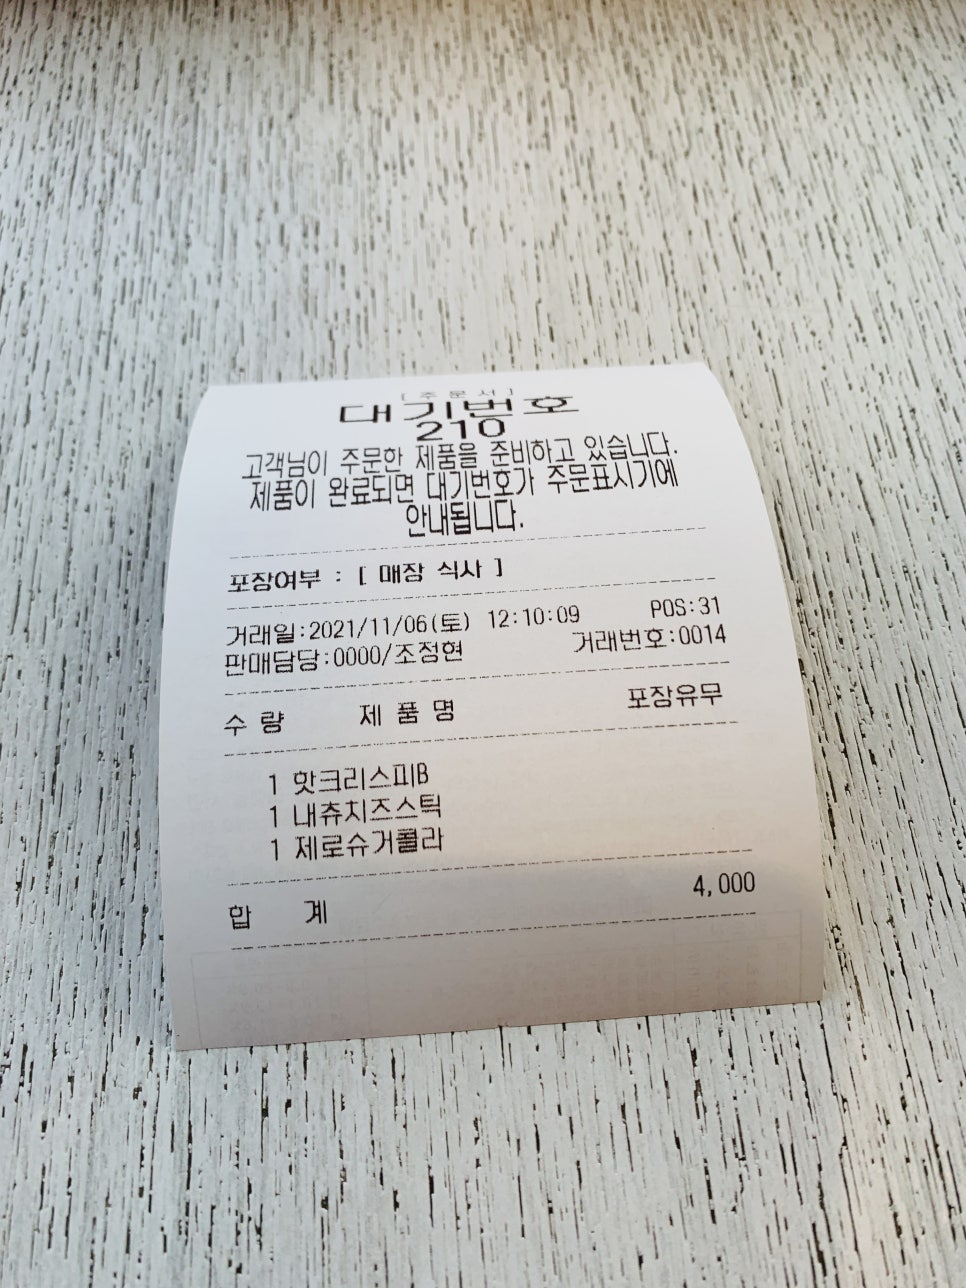 [주문서]
대기번호
210
고객님이 주문한 제품을 준비하고 있습니다.
제품이 완료되면 대기번호가 주문표시기에
안내됩니다.
포장여부 : [ 매장 식사 ]
거래일:2021/11/06(토) 12:10:09 POS:31
판매담당:0000/조정현 거래번호:0014
수 량 제 품 명 포장유무
1 핫크리스피B
1 내츄치즈스틱
1 제로슈거콜라
합 계 4,000